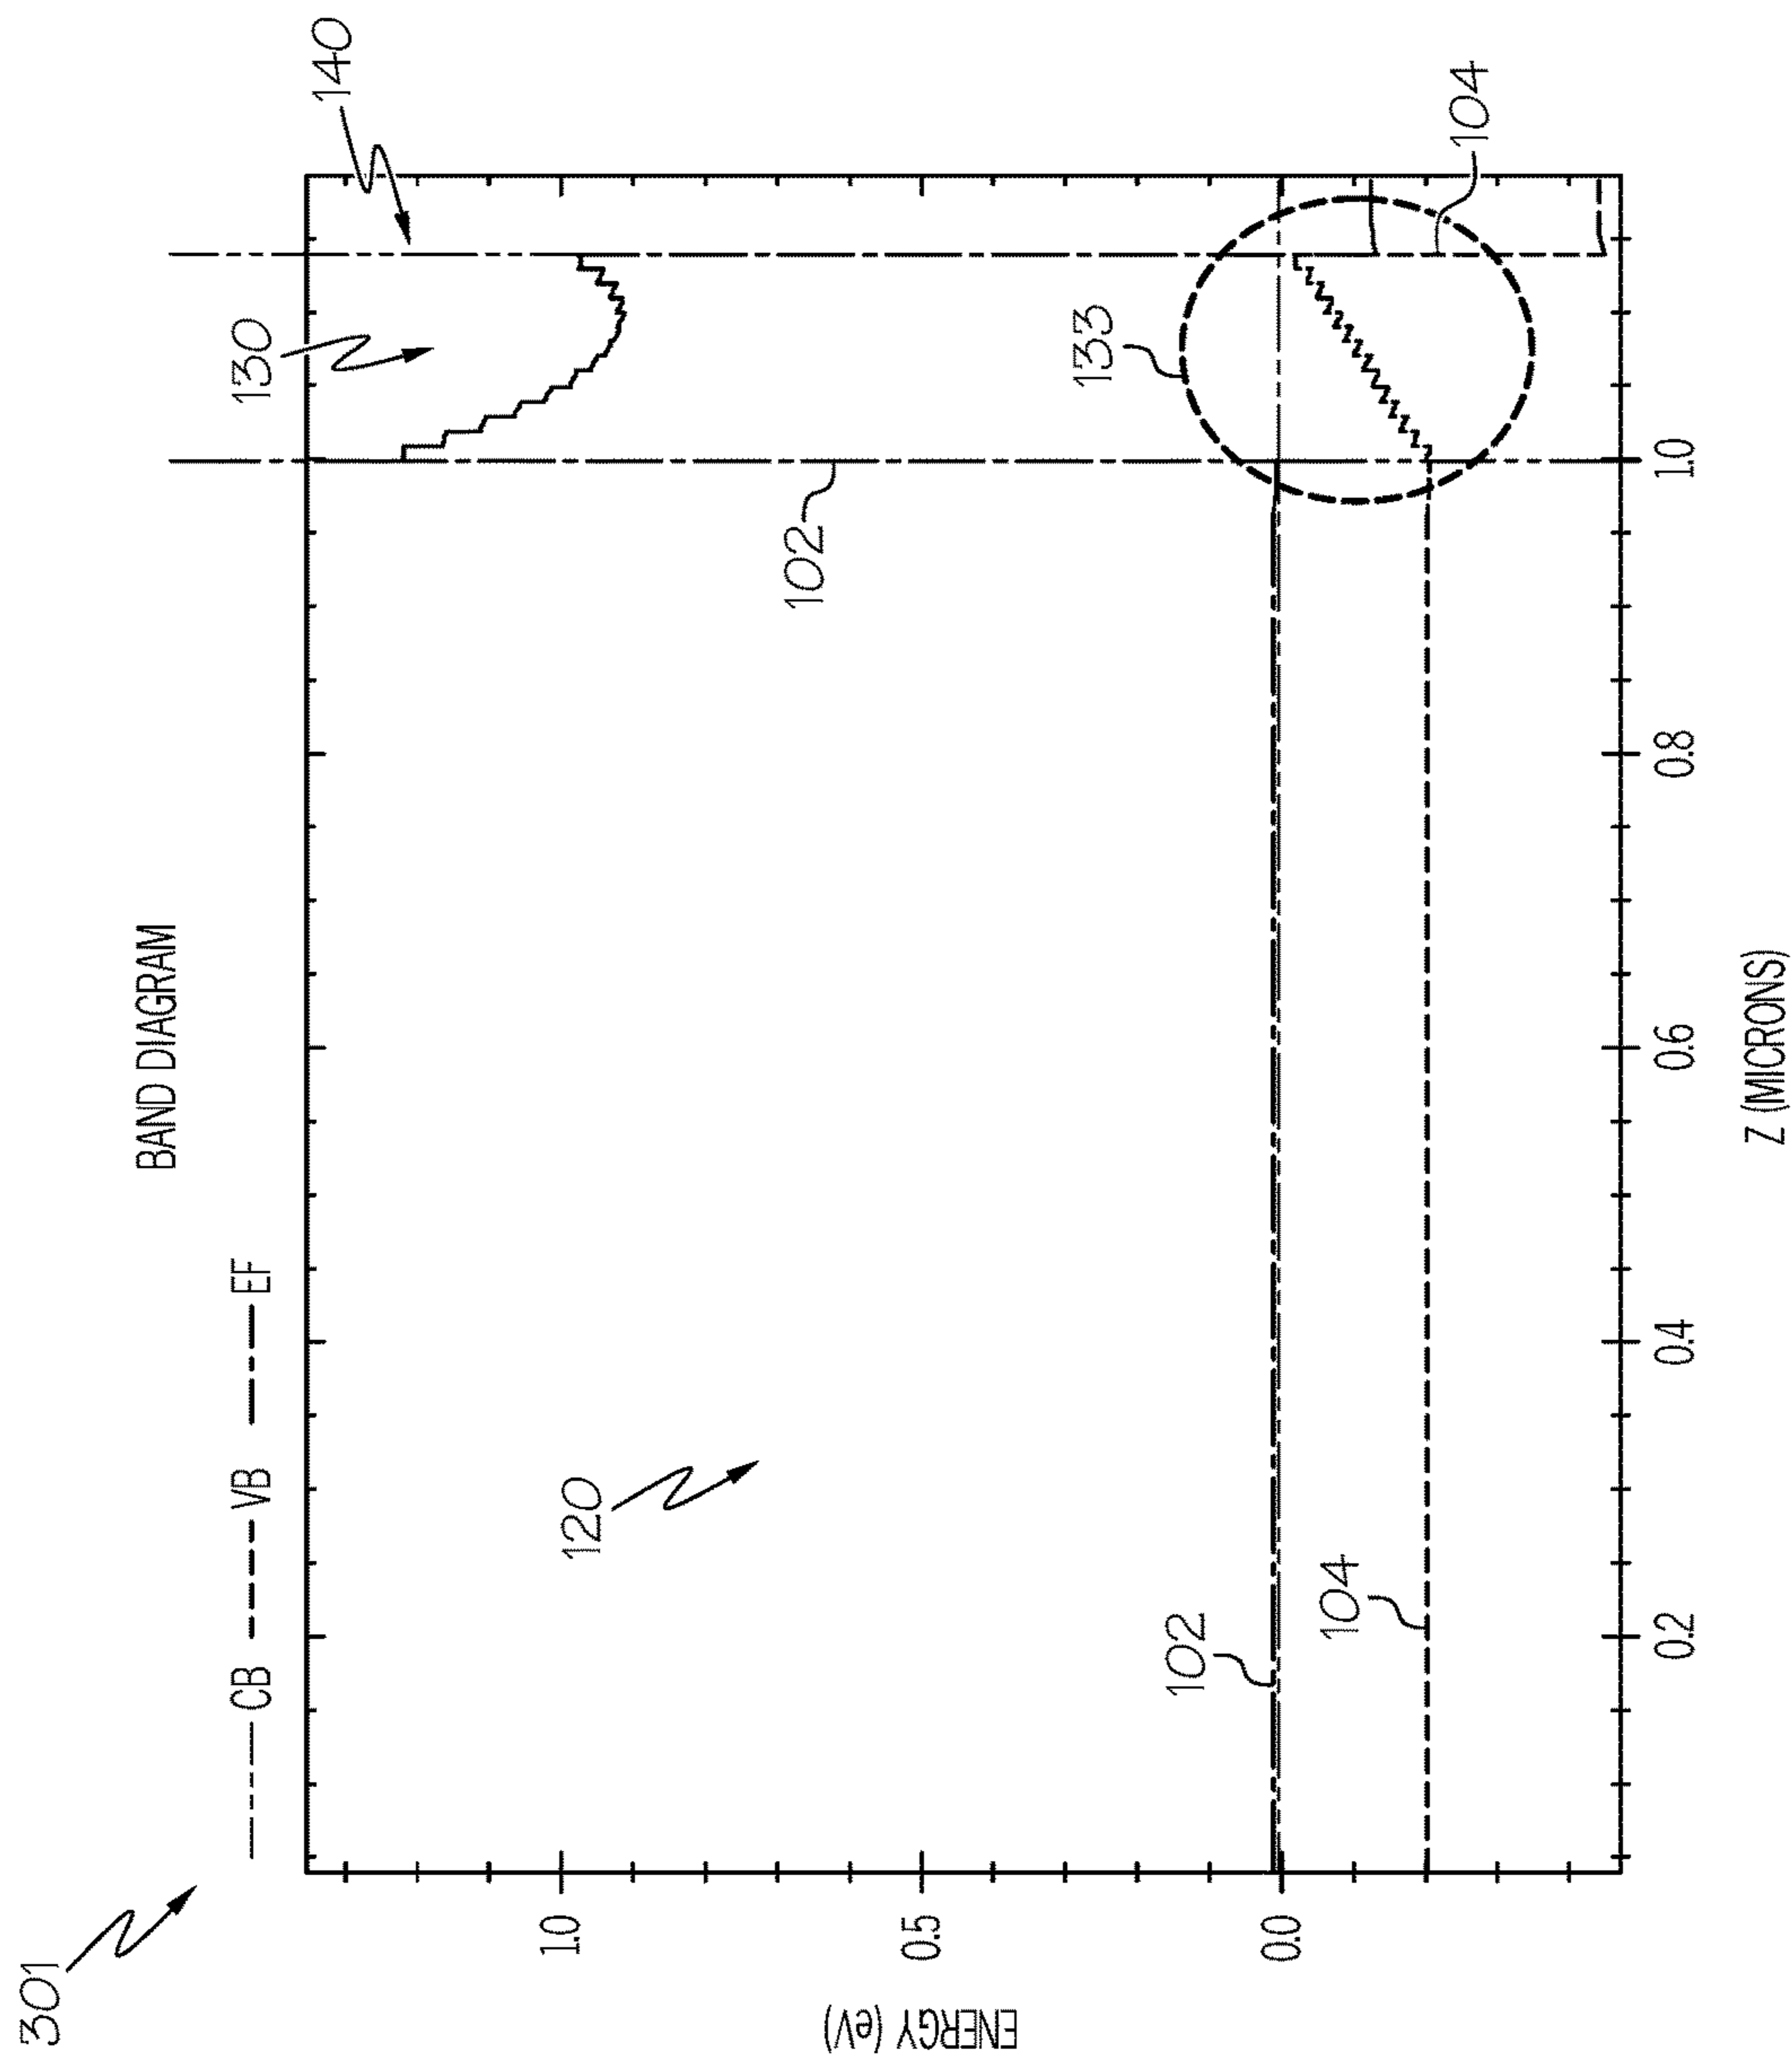 301
BAND DIAGRAM
CB VB EF
130
140
120
102
133
102
104
104
ENERGY (eV)
1.0
0.5
0.0
0.2 0.4 0.6 0.8 1.0
Z (MICRONS)